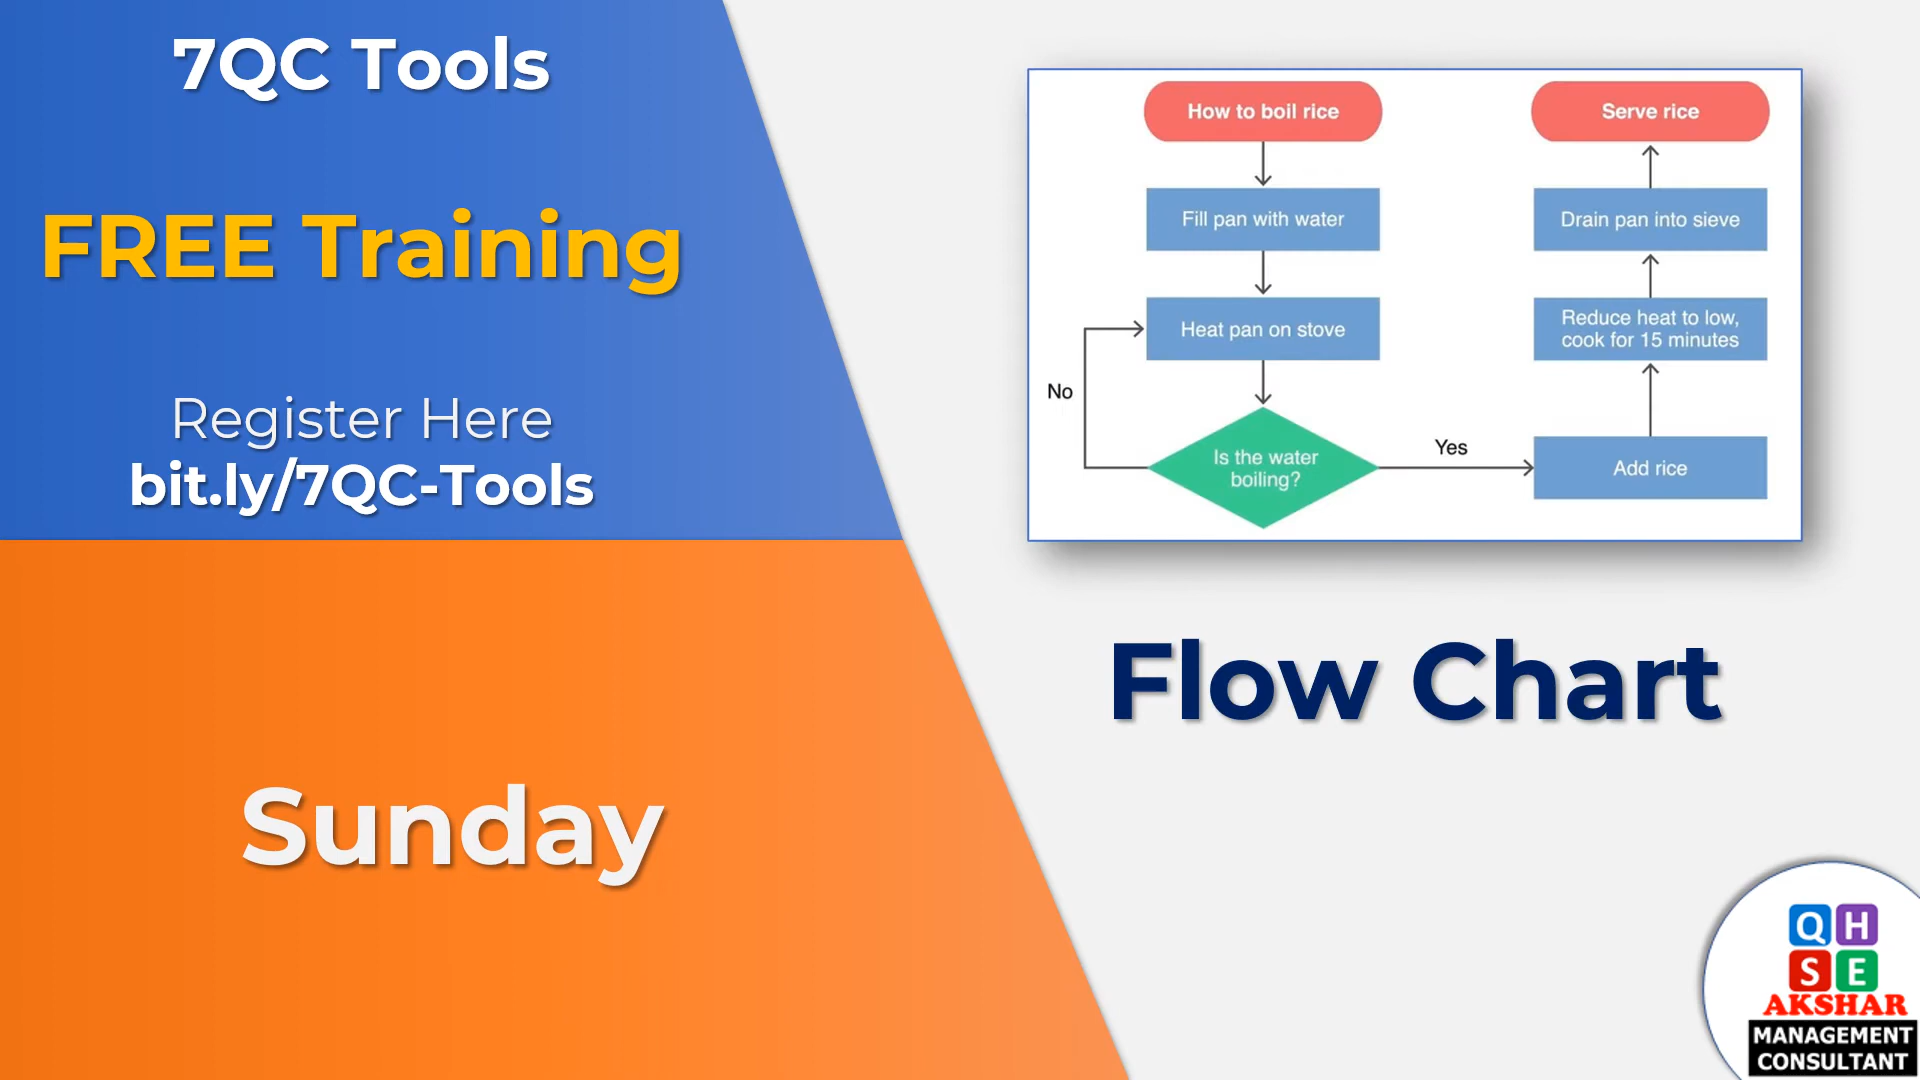 7QC Tools
FREE Training
Register Here
bit.ly/7QC-Tools
Sunday
How to boil rice
Fill pan with water
Heat pan on stove
No
Is the water
boiling?
Yes
Add rice
Reduce heat to low,
cook for 15 minutes
Drain pan into sieve
Serve rice
Flow Chart
QH
SE
AKSHAR
MANAGEMENT
CONSULTANT